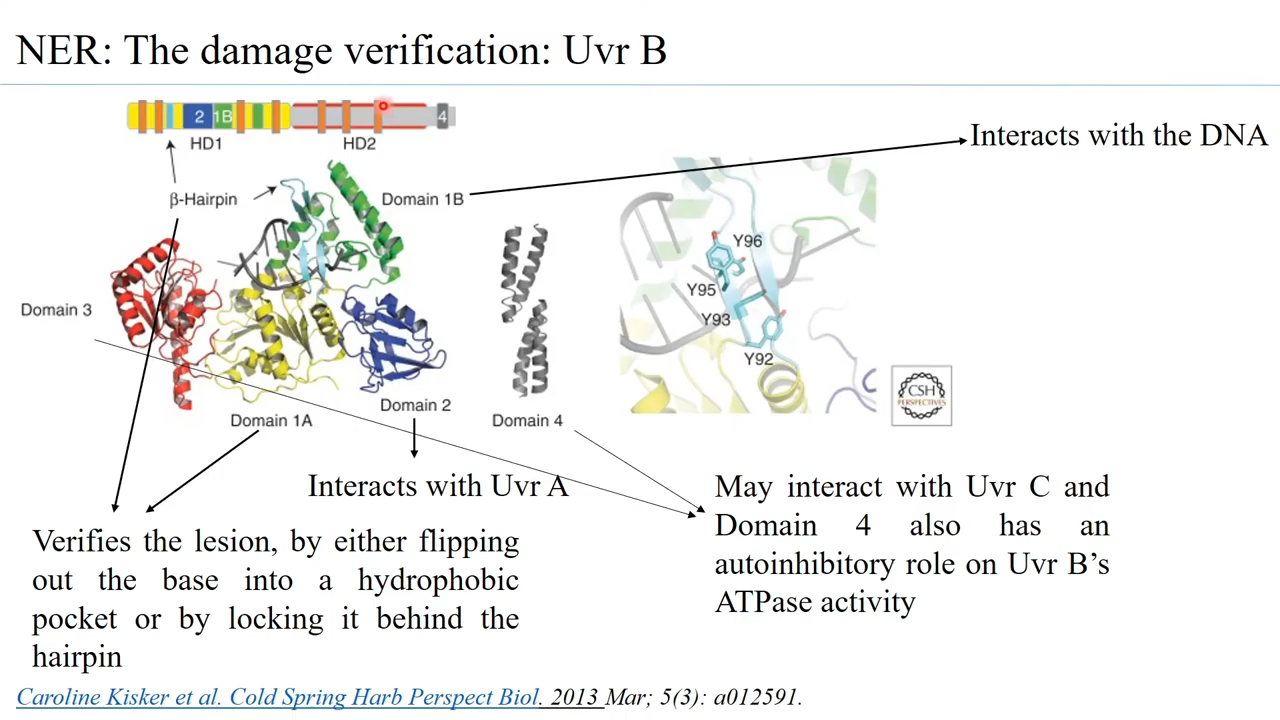 NER: The damage verification: Uvr B
2
1B
4
HD1
HD2
Interacts with the DNA
β-Hairpin
Domain 1B
Y96
Y95
Y93
Y92
Domain 3
Domain 2
Domain 1A
Domain 4
CSH
PERSPECTIVES
Interacts with Uvr A
May interact with Uvr C and
Domain 4 also has an
autoinhibitory role on Uvr B’s
ATPase activity
Verifies the lesion, by either flipping
out the base into a hydrophobic
pocket or by locking it behind the
hairpin
Caroline Kisker et al. Cold Spring Harb Perspect Biol. 2013 Mar; 5(3): a012591.